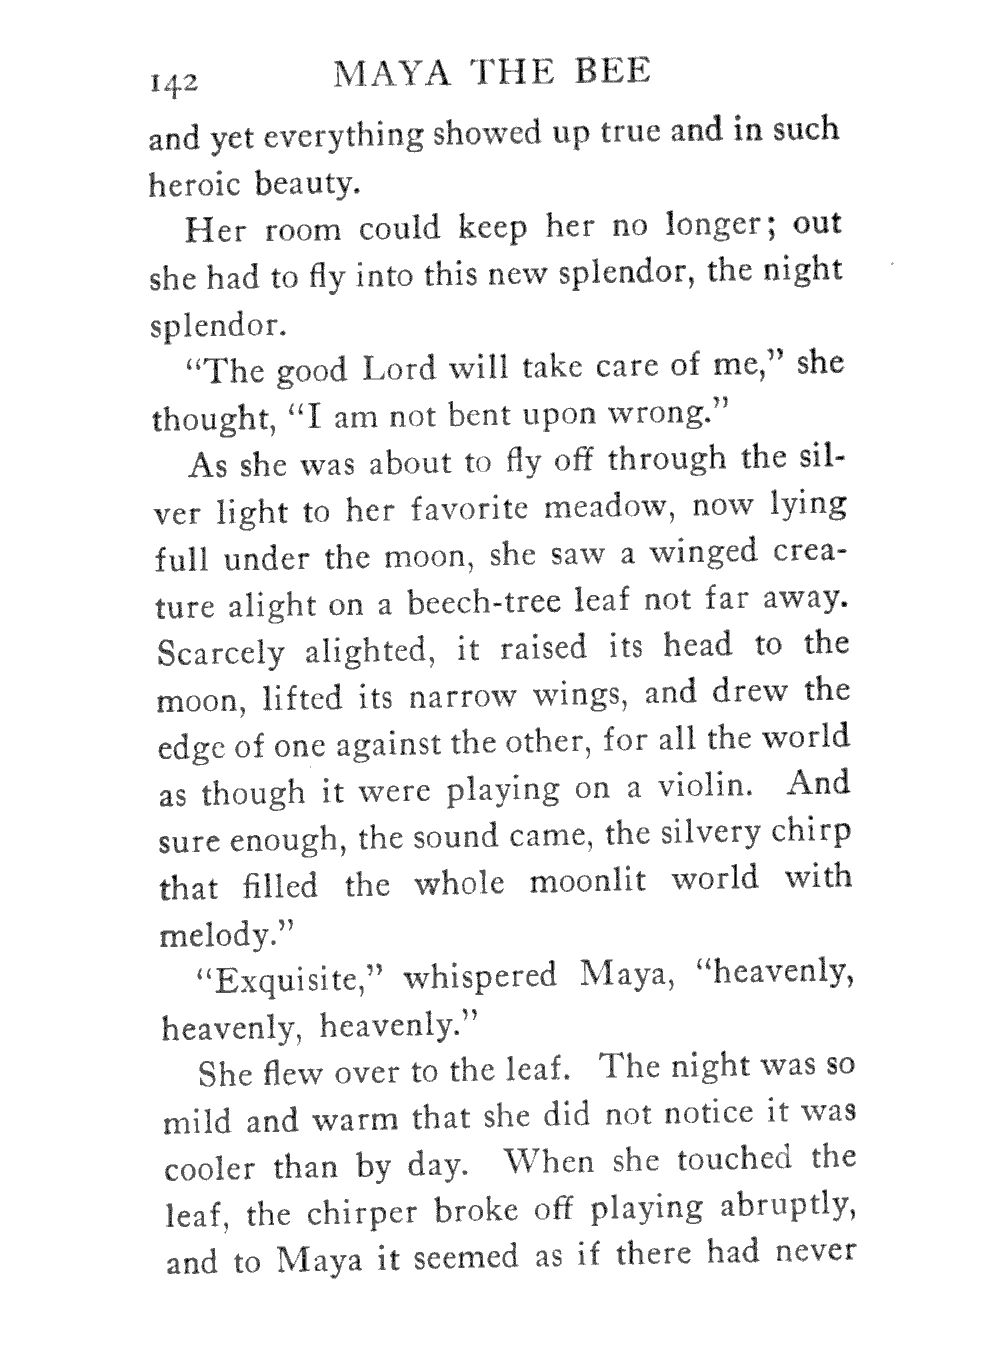 142 MAYA THE BEE
and yet everything showed up true and in such
heroic beauty.
Her room could keep her no longer; out
she had to fly into this new splendor, the night
splendor.
“The good Lord will take care of me,” she
thought, “I am not bent upon wrong.”
As she was about to fly off through the sil-
ver light to her favorite meadow, now lying
full under the moon, she saw a winged crea-
ture alight on a beech-tree leaf not far away.
Scarcely alighted, it raised its head to the
moon, lifted its narrow wings, and drew the
edge of one against the other, for all the world
as though it were playing on a violin. And
sure enough, the sound came, the silvery chirp
that filled the whole moonlit world with
melody.”
“Exquisite,” whispered Maya, “heavenly,
heavenly, heavenly.”
She flew over to the leaf. The night was so
mild and warm that she did not notice it was
cooler than by day. When she touched the
leaf, the chirper broke off playing abruptly,
and to Maya it seemed as if there had never